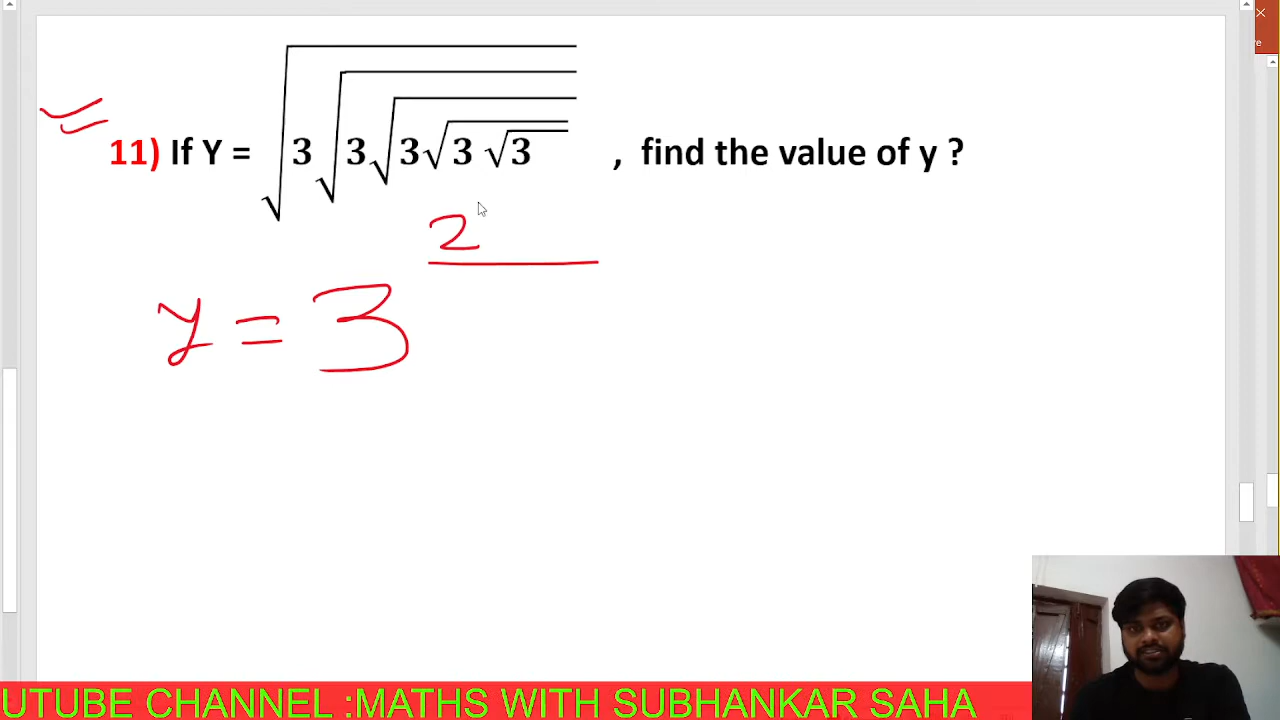 11) If Y = √3√3√3√3 √3 , find the value of y ?
2
y = 3
UTUBE CHANNEL :MATHS WITH SUBHANKAR SAHA